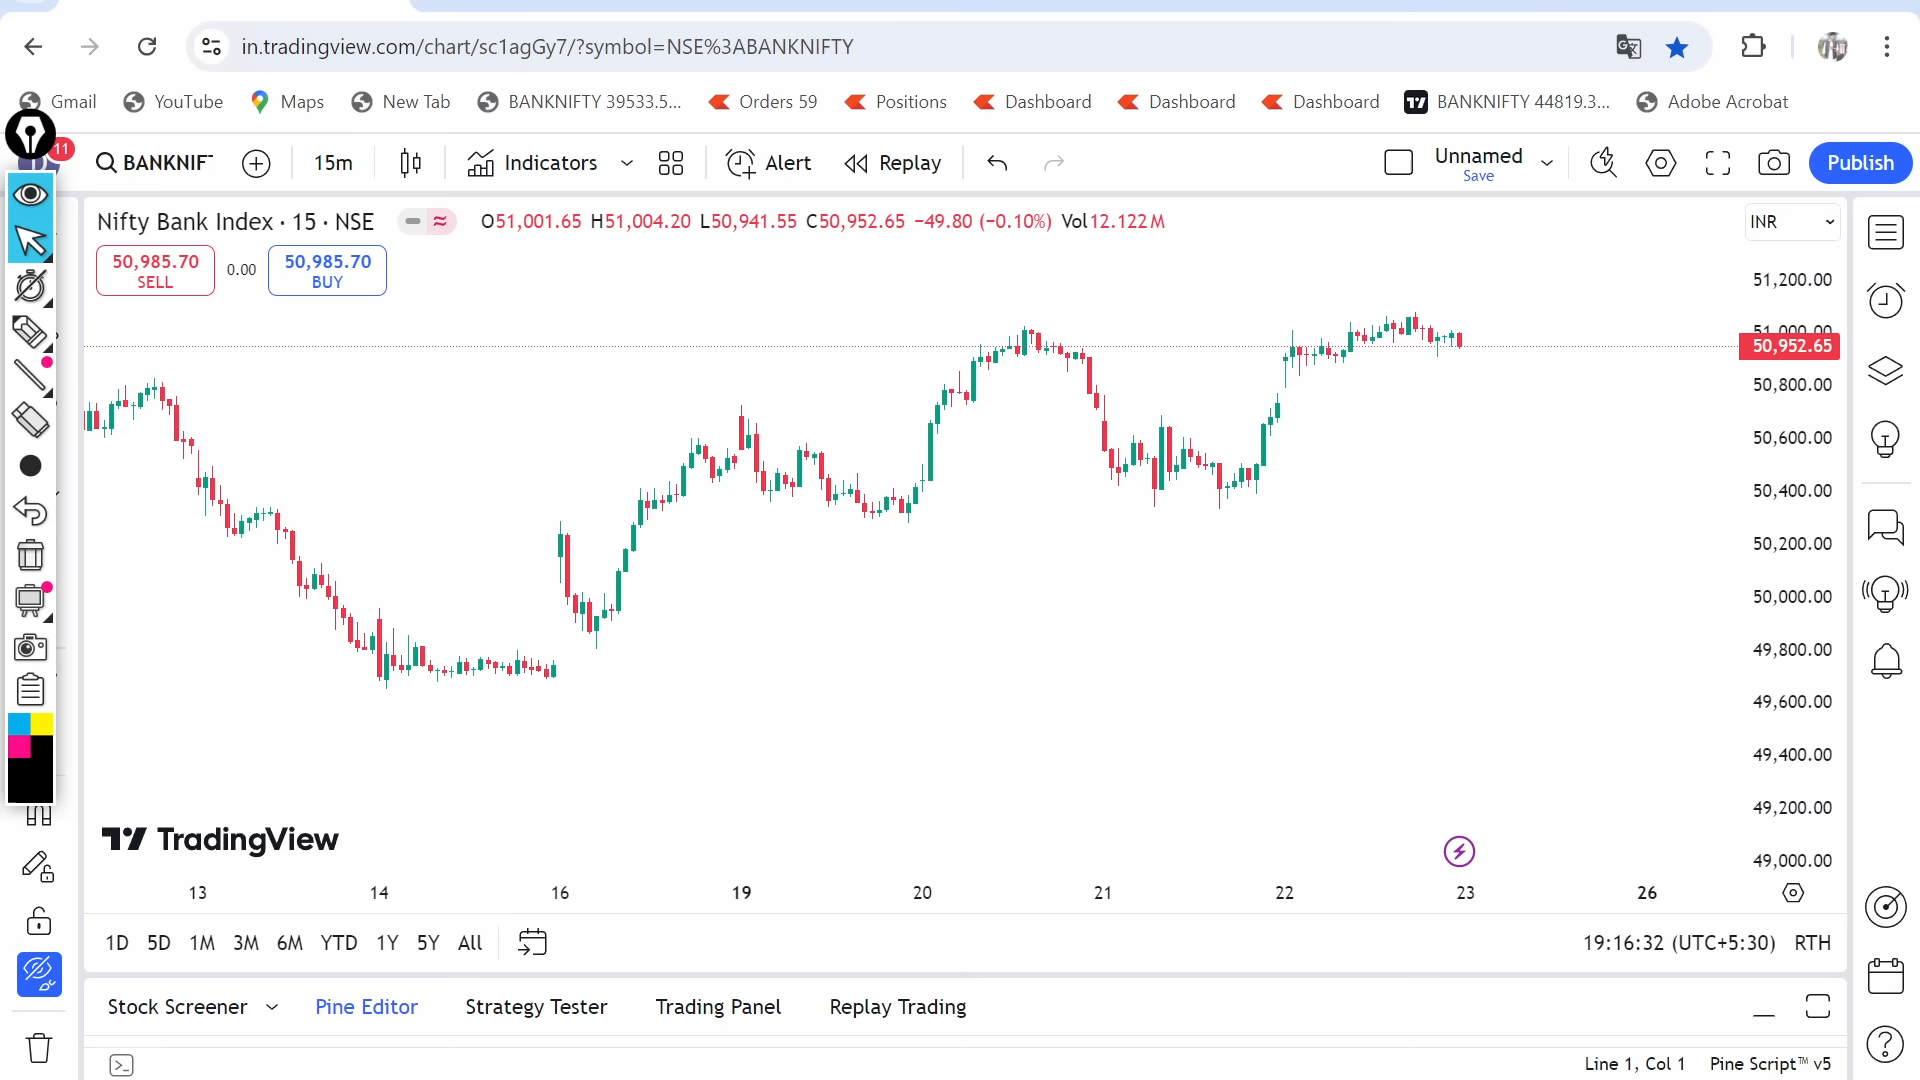 in.tradingview.com/chart/sc1agGy7/?symbol=NSE%3ABANKNIFTY
Gmail YouTube Maps New Tab BANKNIFTY 39533.5... Orders 59 Positions Dashboard Dashboard Dashboard BANKNIFTY 44819.3... Adobe Acrobat
11
BANKNIF 15m Indicators Alert Replay Unnamed Save Publish
Nifty Bank Index · 15 · NSE O51,001.65 H51,004.20 L50,941.55 C50,952.65 −49.80 (−0.10%) Vol12.122 M INR
50,985.70 SELL 0.00 50,985.70 BUY
51,200.00
51,000.00
50,952.65
50,800.00
50,600.00
50,400.00
50,200.00
50,000.00
49,800.00
49,600.00
49,400.00
49,200.00
TradingView
49,000.00
13 14 16 19 20 21 22 23 26
1D 5D 1M 3M 6M YTD 1Y 5Y All 19:16:32 (UTC+5:30) RTH
Stock Screener Pine Editor Strategy Tester Trading Panel Replay Trading
Line 1, Col 1 Pine Script™ v5